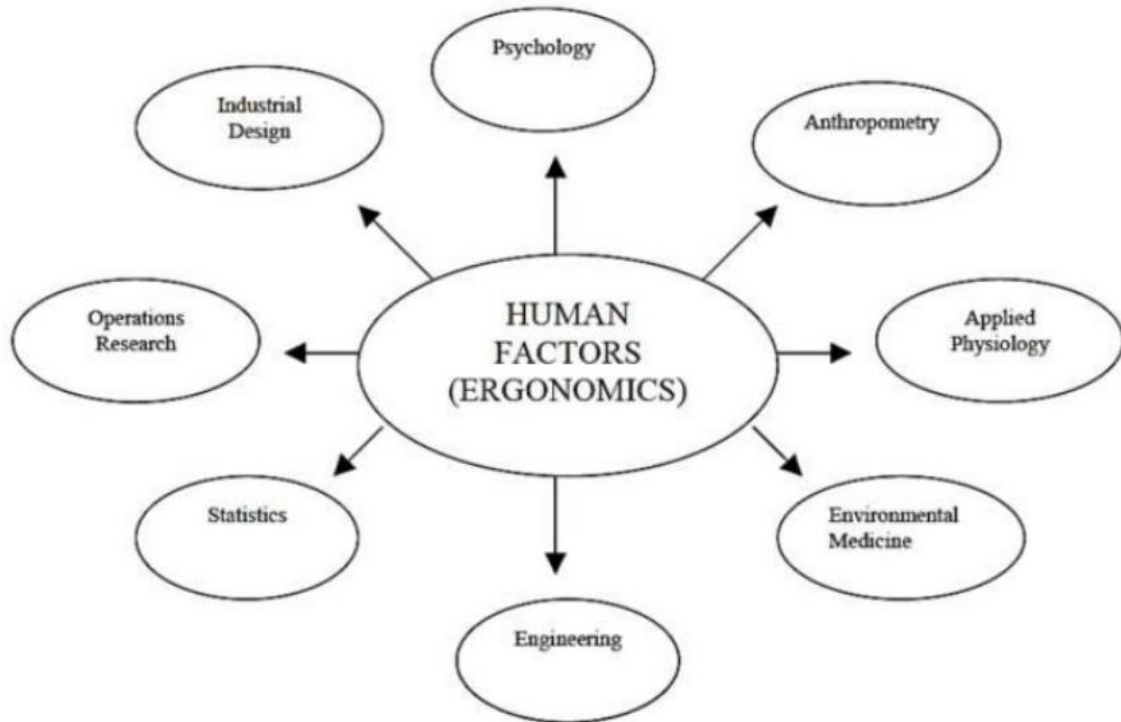 Psychology
Industrial
Design
Anthropometry
Operations
Research
HUMAN
FACTORS
(ERGONOMICS)
Applied
Physiology
Statistics
Environmental
Medicine
Engineering